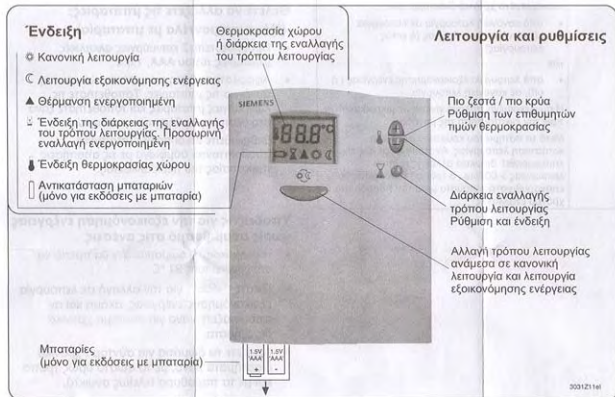 Ένδειξη
Κανονική λειτουργία
Λειτουργία εξοικονόμησης ενέργειας
Θέρμανση ενεργοποιημένη
Ένδειξη της διάρκειας της εναλλαγής
του τρόπου λειτουργίας. Προσωρινή
εναλλαγή ενεργοποιημένη
Ένδειξη θερμοκρασίας χώρου
Αντικατάσταση μπαταριών
(μόνο για εκδόσεις με μπαταρία)
Θερμοκρασία χώρου
ή διάρκεια της εναλλαγής
του τρόπου λειτουργίας
Λειτουργία και ρυθμίσεις
SIEMENS
88.8°C
Πιο ζεστά / πιο κρύα
Ρύθμιση των επιθυμητών
τιμών θερμοκρασίας
Διάρκεια εναλλαγής
τρόπου λειτουργίας
Ρύθμιση και ένδειξη
Αλλαγή τρόπου λειτουργίας
ανάμεσα σε κανονική
λειτουργία και λειτουργία
εξοικονόμησης ενέργειας
Μπαταρίες
(μόνο για εκδόσεις με μπαταρία)
1.5V 1.5V
'AAA' 'AAA'
+ -
3031Z11el